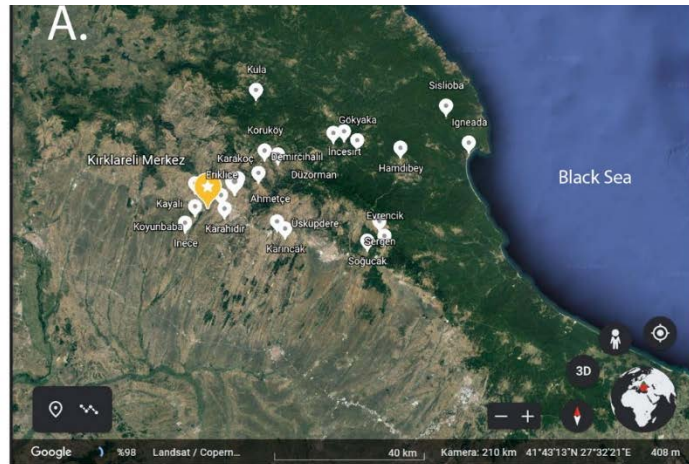 A.
Kula
Sislioba
Igneada
Gökyaka
Koruköy
İncesirt
Kirklareli Merkez
Karakoç
Demircihalil
Hamdibey
Eriklice
Düzorman
Black Sea
Kayalı
Ahmetçe
Koyunbaba
Karahıdır
Üsküpdere
Evrencik
İnece
Karıncak
Sergen
Soğucak
3D
Google
%98
Landsat / Copern...
40 km
Kamera: 210 km
41°43'13"N 27°32'21"E
408 m